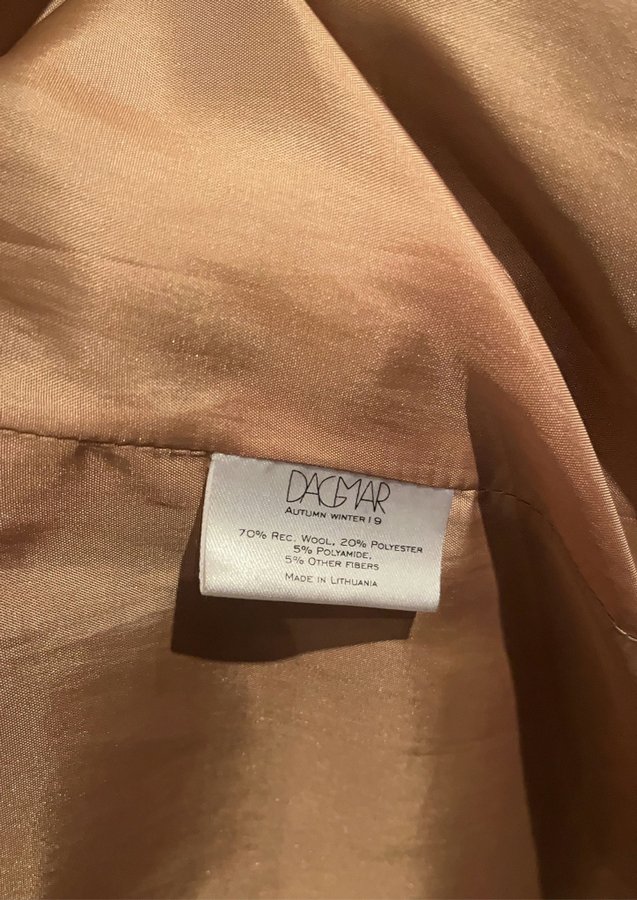 DAGMAR
AUTUMN WINTER 19
70% REC. WOOL, 20% POLYESTER
5% POLYAMIDE,
5% OTHER FIBERS
MADE IN LITHUANIA